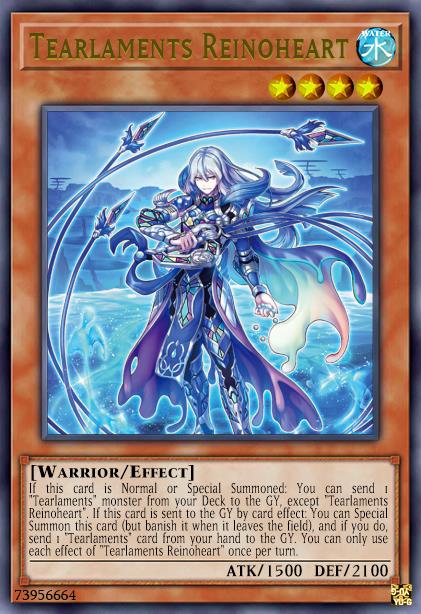 Tearlaments Reinoheart
WATER
水
[Warrior/Effect]
If this card is Normal or Special Summoned: You can send 1
"Tearlaments" monster from your Deck to the GY, except "Tearlaments
Reinoheart". If this card is sent to the GY by card effect: You can Special
Summon this card (but banish it when it leaves the field), and if you do,
send 1 "Tearlaments" card from your hand to the GY. You can only use
each effect of "Tearlaments Reinoheart" once per turn.
ATK/1500 DEF/2100
73956664